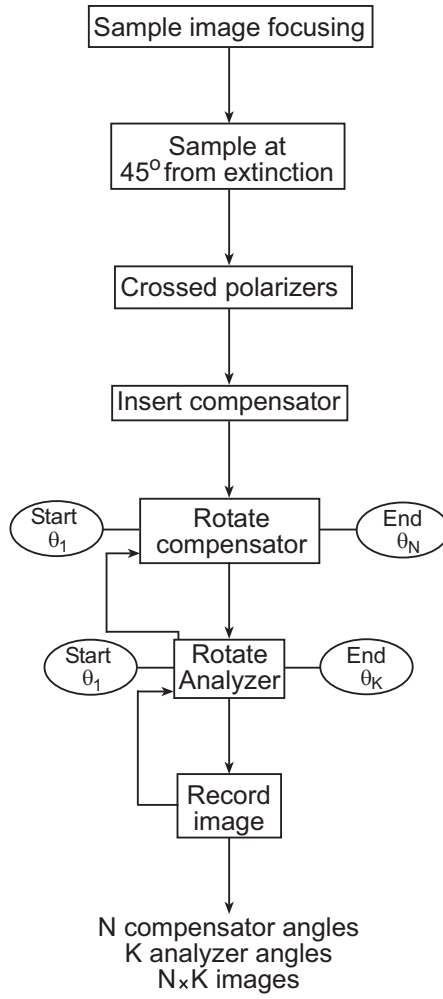 Sample image focusing
Sample at
45° from extinction
Crossed polarizers
Insert compensator
Start
θ1
Rotate
compensator
End
θN
Start
θ1
Rotate
Analyzer
End
θK
Record
image
N compensator angles
K analyzer angles
N×K images